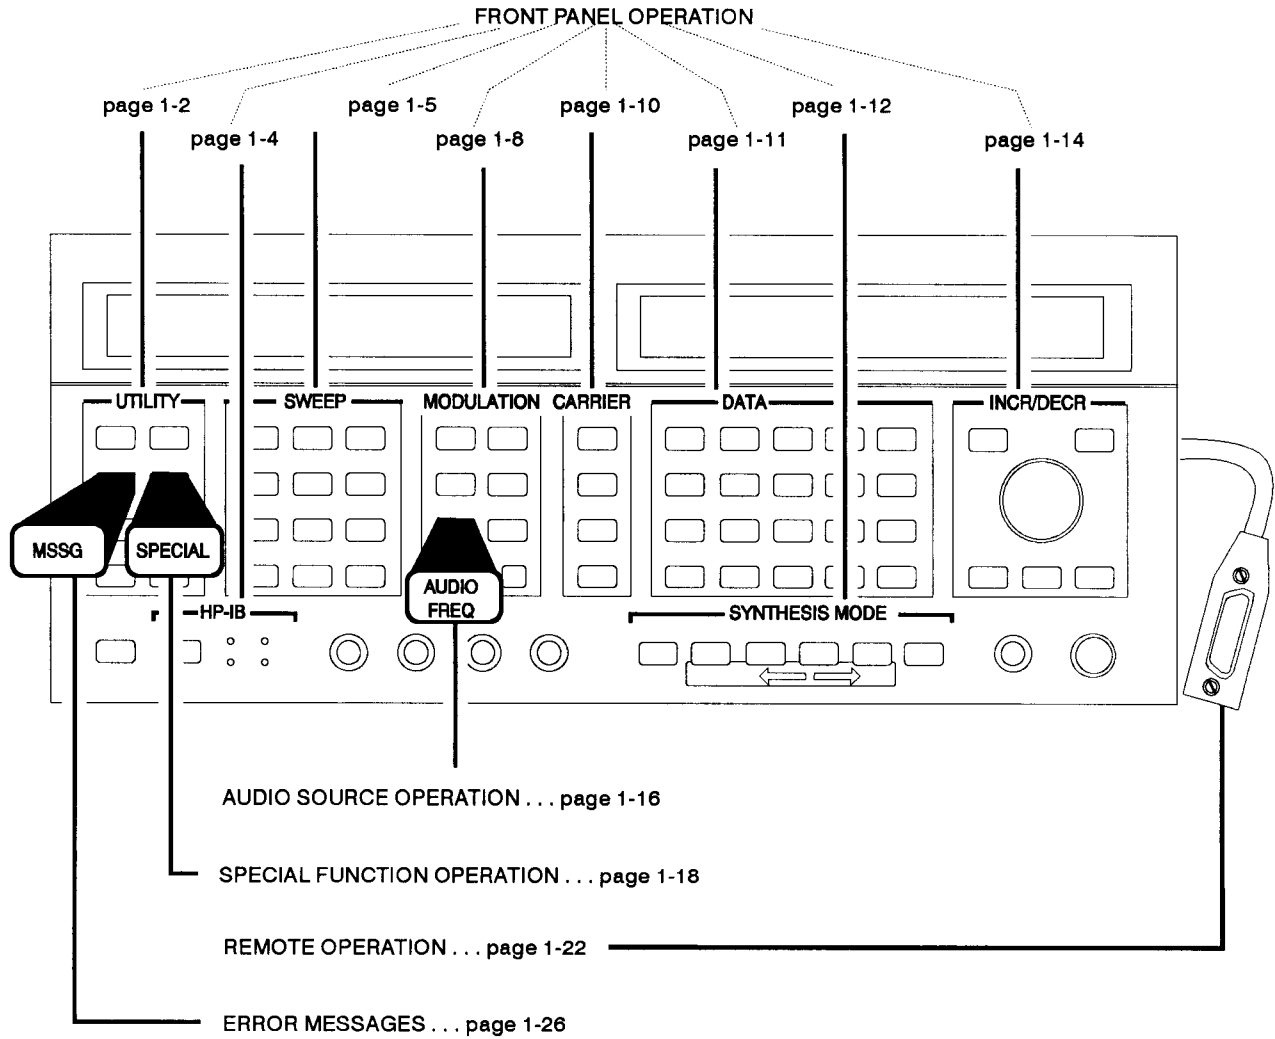 FRONT PANEL OPERATION
page 1-2
page 1-5
page 1-10
page 1-12
page 1-4
page 1-8
page 1-11
page 1-14
UTILITY
SWEEP
MODULATION
CARRIER
DATA
INCR/DECR
MSSG
SPECIAL
AUDIO
FREQ
HP-IB
SYNTHESIS MODE
AUDIO SOURCE OPERATION . . . page 1-16
SPECIAL FUNCTION OPERATION . . . page 1-18
REMOTE OPERATION . . . page 1-22
ERROR MESSAGES . . . page 1-26